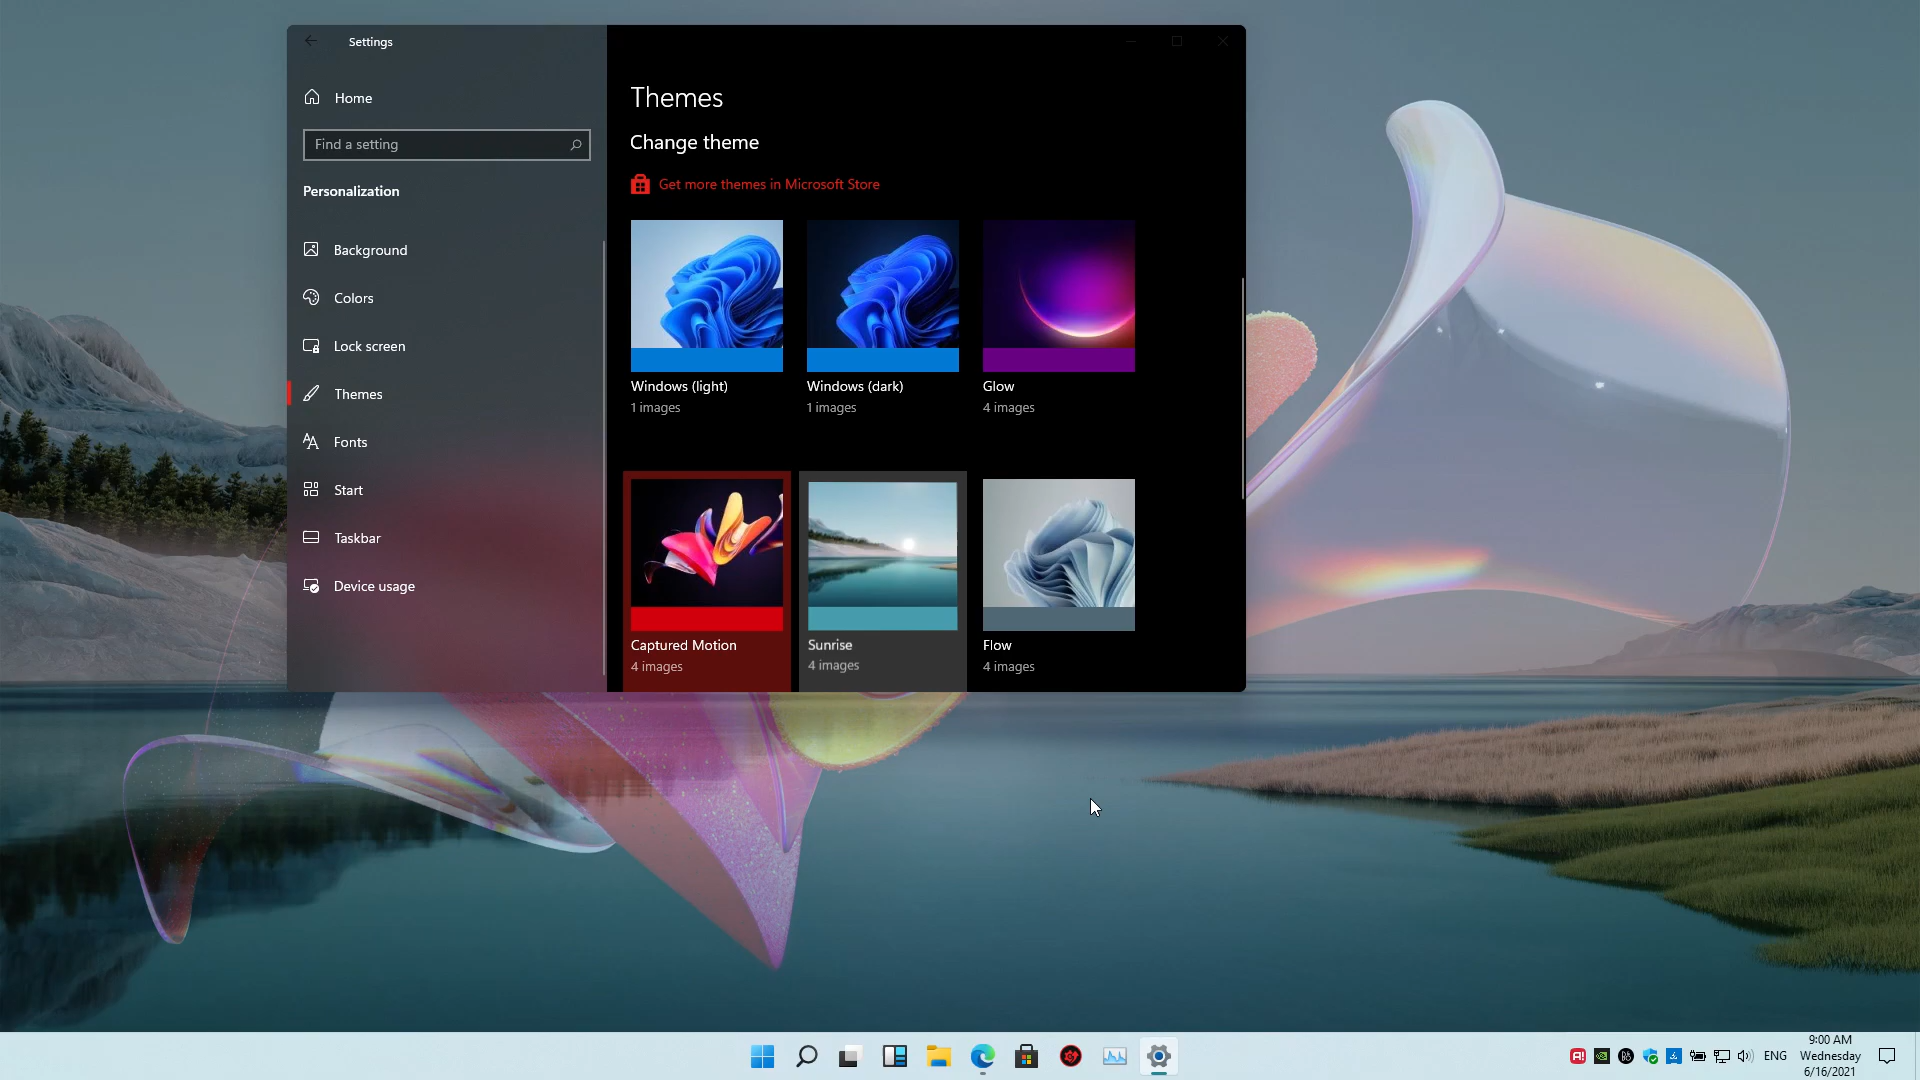 Settings
Home
Find a setting
Personalization
Background
Colors
Lock screen
Themes
Fonts
Start
Taskbar
Device usage
Themes
Change theme
Get more themes in Microsoft Store
Windows (light)
1 images
Windows (dark)
1 images
Glow
4 images
Captured Motion
4 images
Sunrise
4 images
Flow
4 images
ENG
9:00 AM
Wednesday
6/16/2021